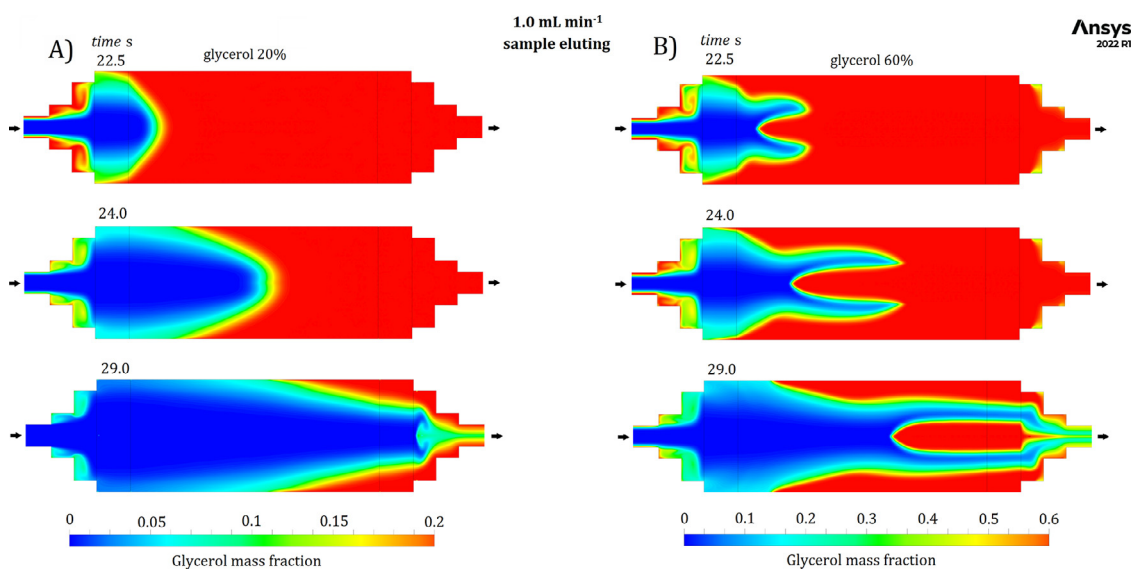 1.0 mL min⁻¹
sample eluting
Ansys
2022 R1
A)
time s
22.5
glycerol 20%
24.0
29.0
0 0.05 0.1 0.15 0.2
Glycerol mass fraction
B)
time s
22.5
glycerol 60%
24.0
29.0
0 0.1 0.2 0.3 0.4 0.5 0.6
Glycerol mass fraction